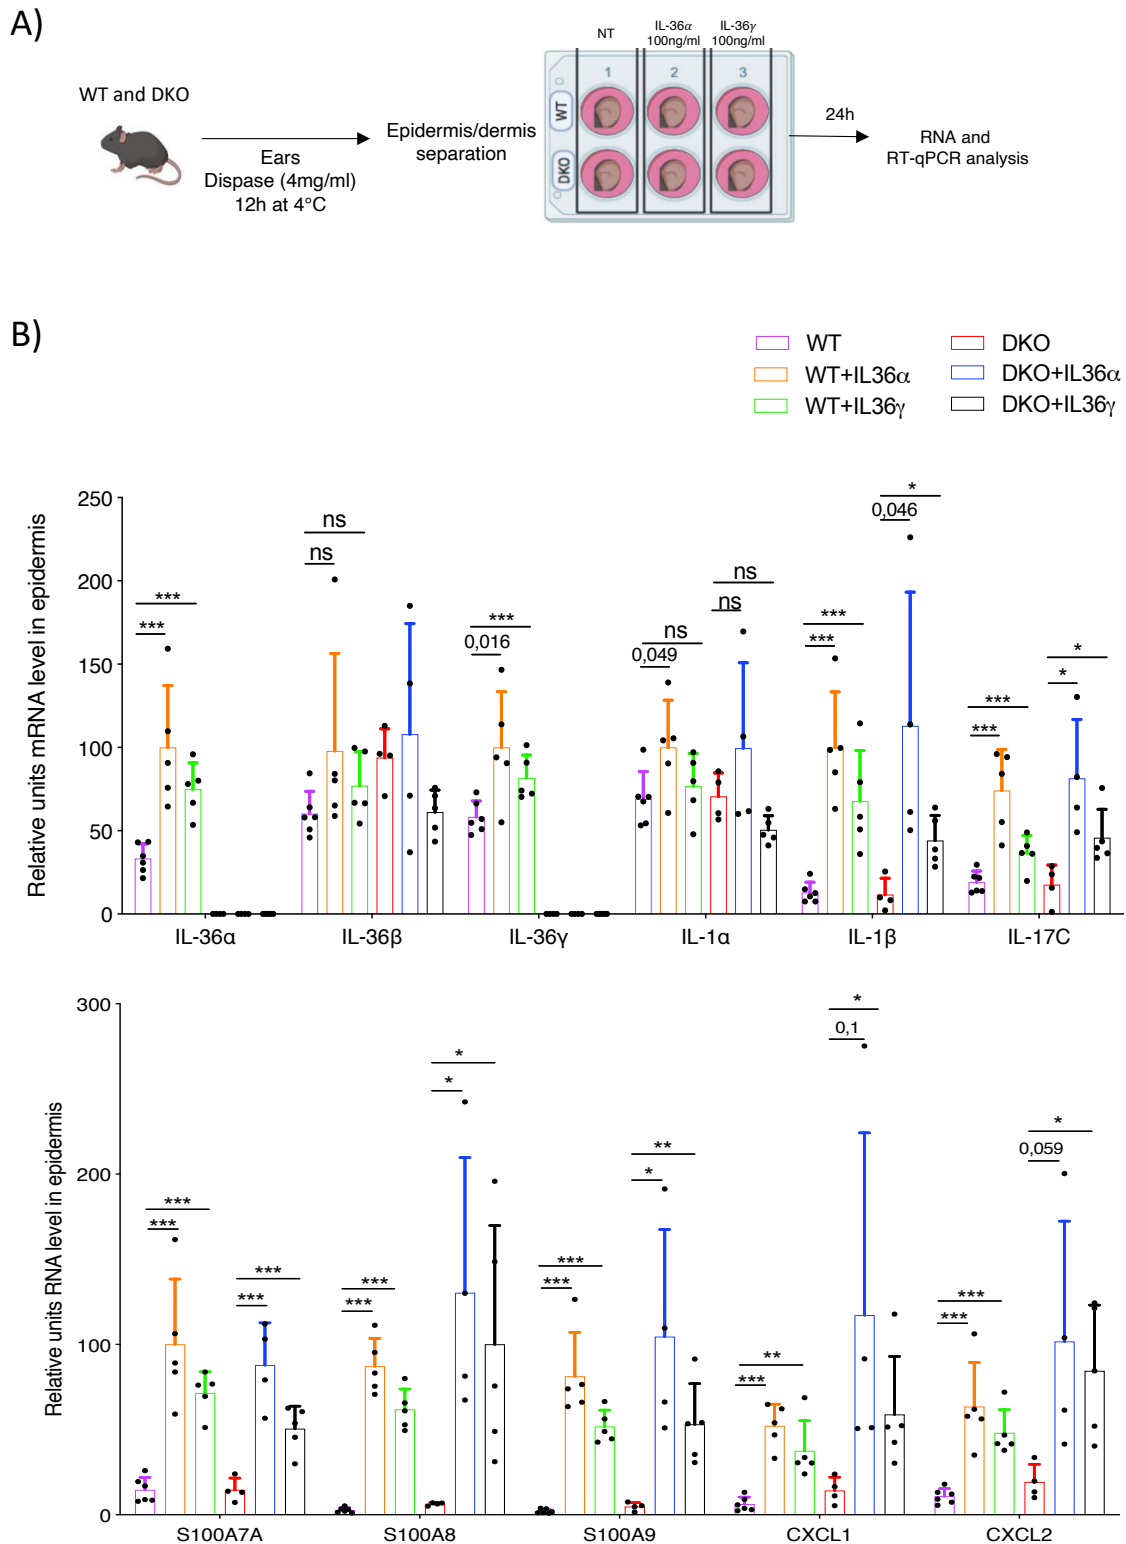 A)
NT
IL-36α
100ng/ml
IL-36γ
100ng/ml
WT and DKO
Ears
Dispase (4mg/ml)
12h at 4°C
Epidermis/dermis
separation
1
2
3
WT
DKO
24h
RNA and
RT-qPCR analysis
B)
WT
WT+IL36α
WT+IL36γ
DKO
DKO+IL36α
DKO+IL36γ
Relative units mRNA level in epidermis
250
200
150
100
50
0
***
***
ns
ns
***
0,016
ns
0,049
ns
ns
***
***
*
0,046
***
***
*
*
IL-36α
IL-36β
IL-36γ
IL-1α
IL-1β
IL-17C
Relative units RNA level in epidermis
300
200
100
0
***
***
***
***
***
***
*
*
***
***
**
*
**
***
*
0,1
***
***
*
0,059
S100A7A
S100A8
S100A9
CXCL1
CXCL2